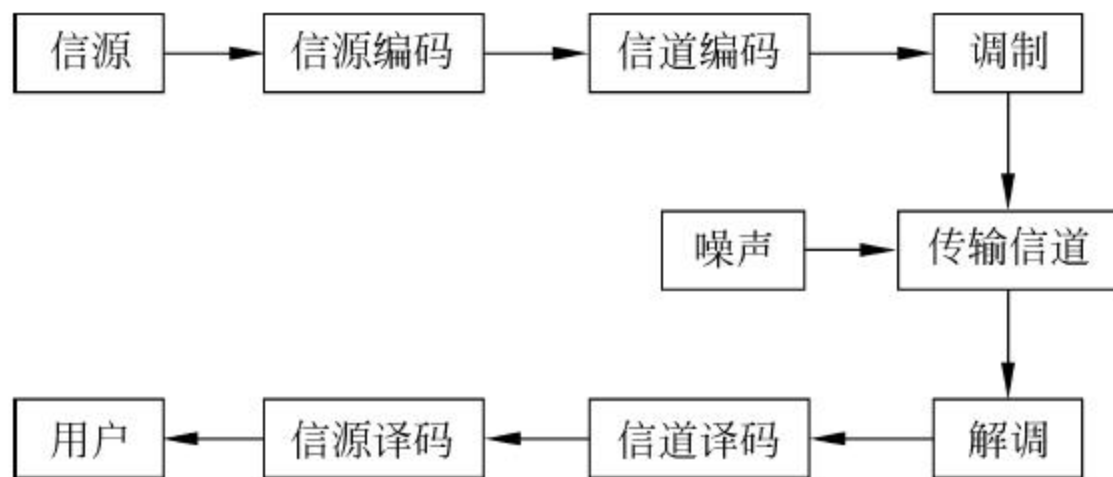 信源
信源编码
信道编码
调制
噪声
传输信道
用户
信源译码
信道译码
解调